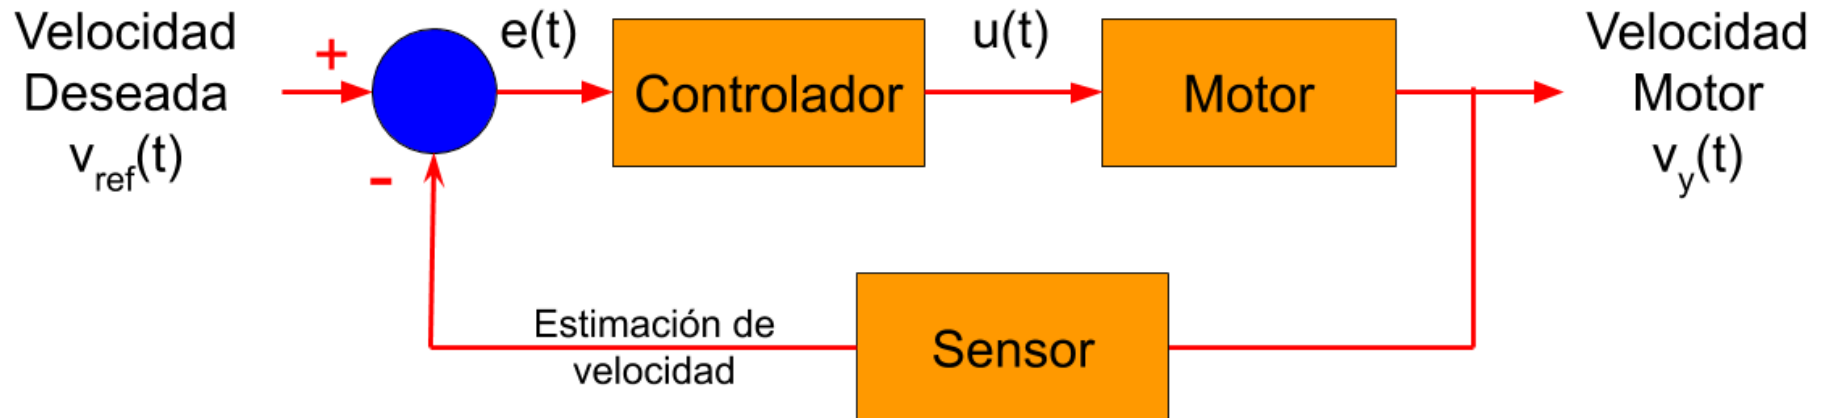 Velocidad
Deseada
v_ref(t)
+
-
e(t)
Controlador
u(t)
Motor
Velocidad
Motor
v_y(t)
Estimación de
velocidad
Sensor